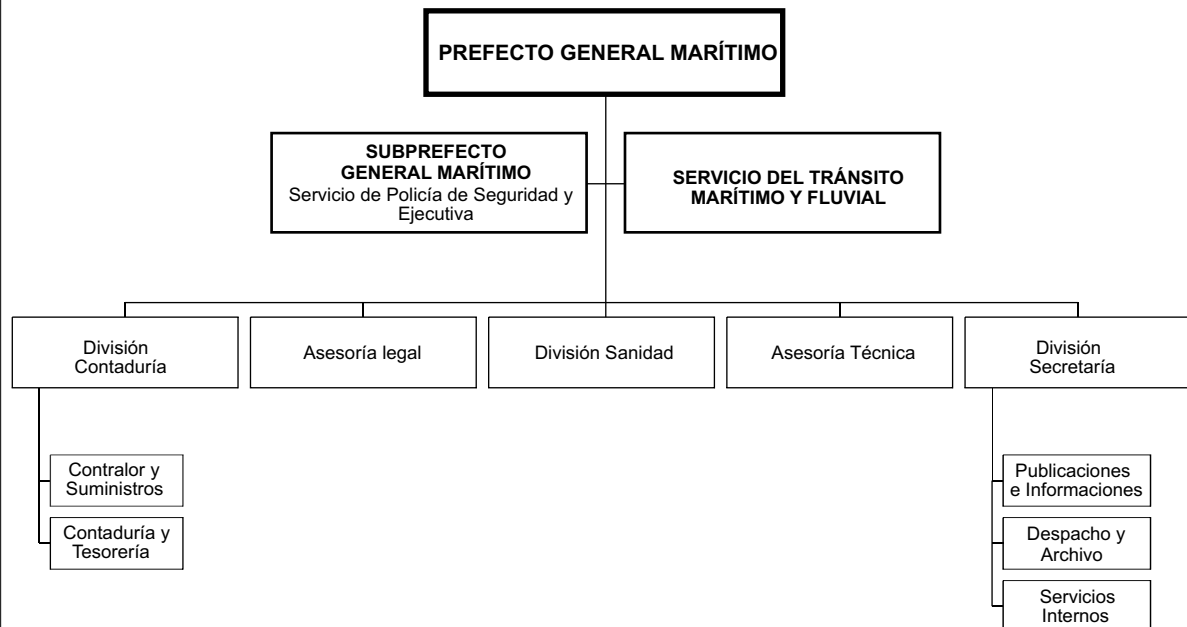 PREFECTO GENERAL MARÍTIMO
SUBPREFECTO
GENERAL MARÍTIMO
Servicio de Policía de Seguridad y
Ejecutiva
SERVICIO DEL TRÁNSITO
MARÍTIMO Y FLUVIAL
División
Contaduría
Asesoría legal
División Sanidad
Asesoría Técnica
División
Secretaría
Contralor y
Suministros
Contaduría y
Tesorería
Publicaciones
e Informaciones
Despacho y
Archivo
Servicios
Internos